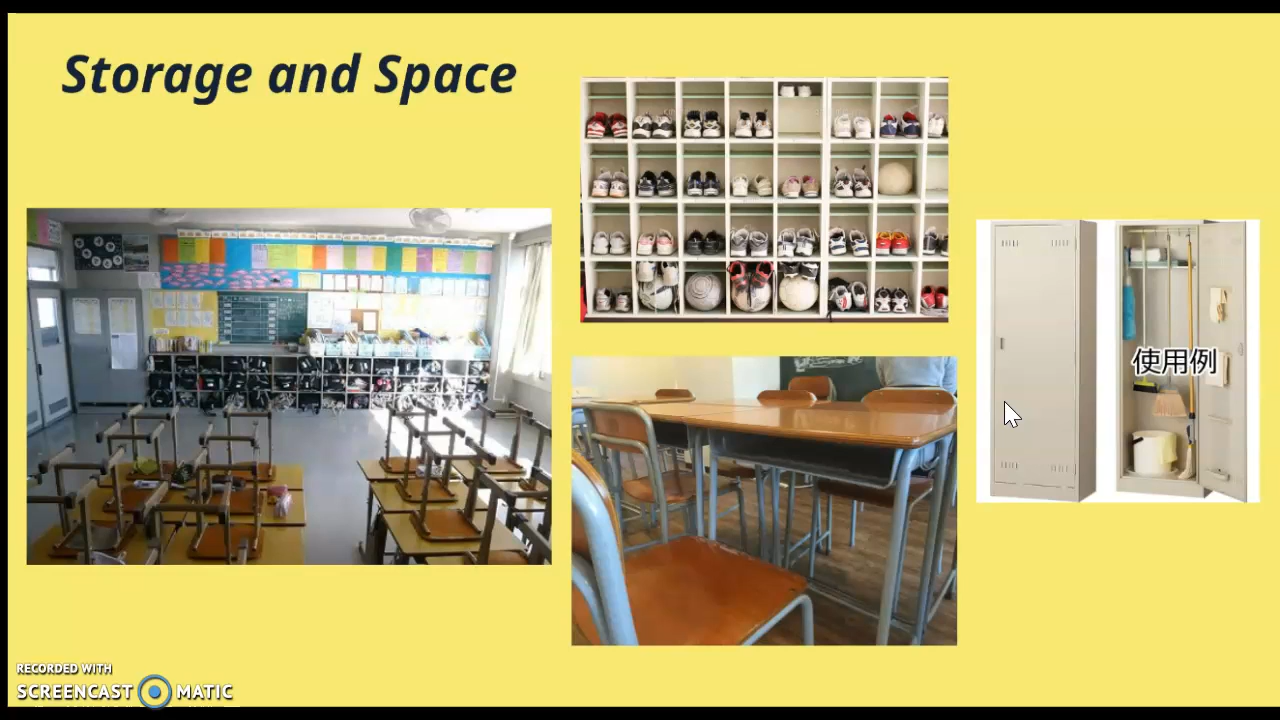 Storage and Space
使用例
RECORDED WITH
SCREENCAST MATIC